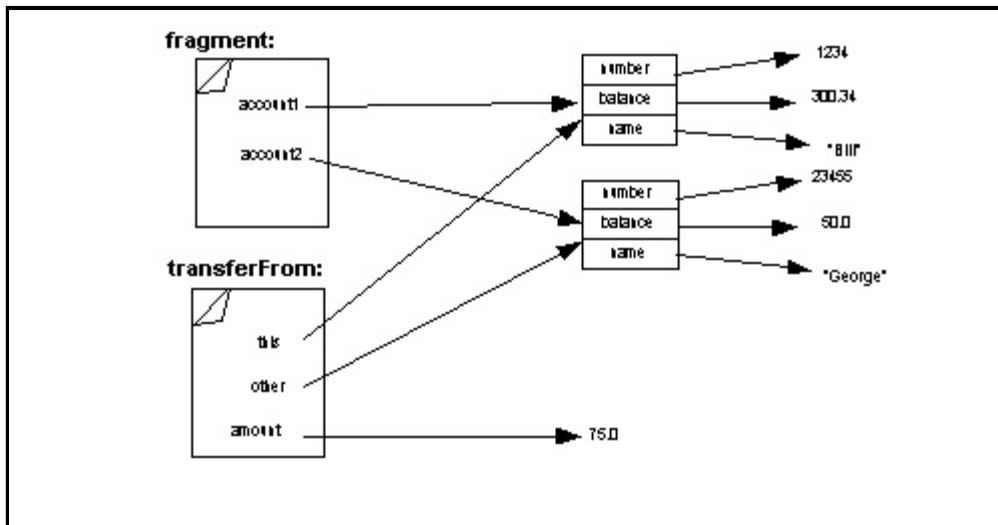 fragment:
account1
account2
number
balance
name
1234
300.34
"Bill"
number
balance
name
23455
50.0
"George"
transferFrom:
this
other
amount
75.0